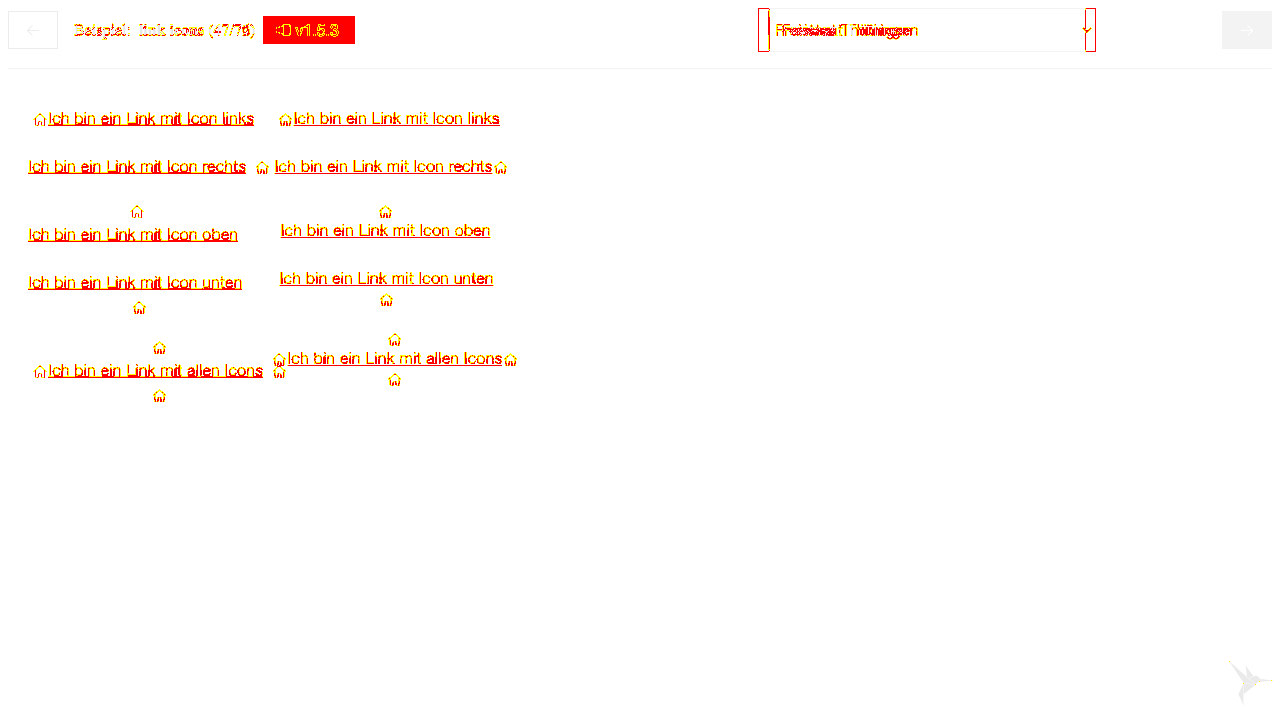 Beispiel: link icons (47/76) v1.5.3
Freistaat Thüringen
Ich bin ein Link mit Icon links Ich bin ein Link mit Icon links
Ich bin ein Link mit Icon rechts Ich bin ein Link mit Icon rechts
Ich bin ein Link mit Icon oben Ich bin ein Link mit Icon oben
Ich bin ein Link mit Icon unten Ich bin ein Link mit Icon unten
Ich bin ein Link mit allen Icons Ich bin ein Link mit allen Icons